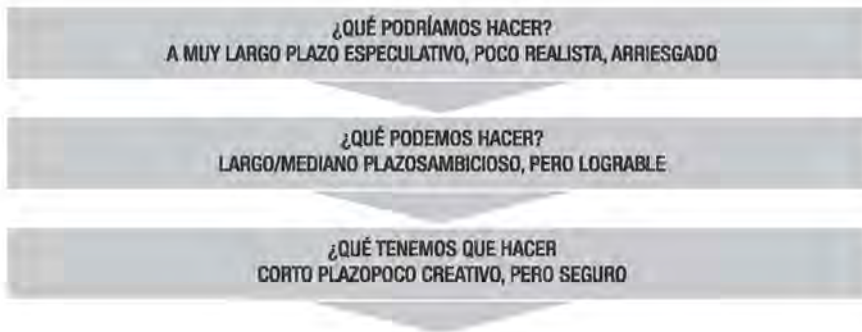 ¿QUÉ PODRÍAMOS HACER?
A MUY LARGO PLAZO ESPECULATIVO, POCO REALISTA, ARRIESGADO
¿QUÉ PODEMOS HACER?
LARGO/MEDIANO PLAZOSAMBICIOSO, PERO LOGRABLE
¿QUÉ TENEMOS QUE HACER
CORTO PLAZOPOCO CREATIVO, PERO SEGURO